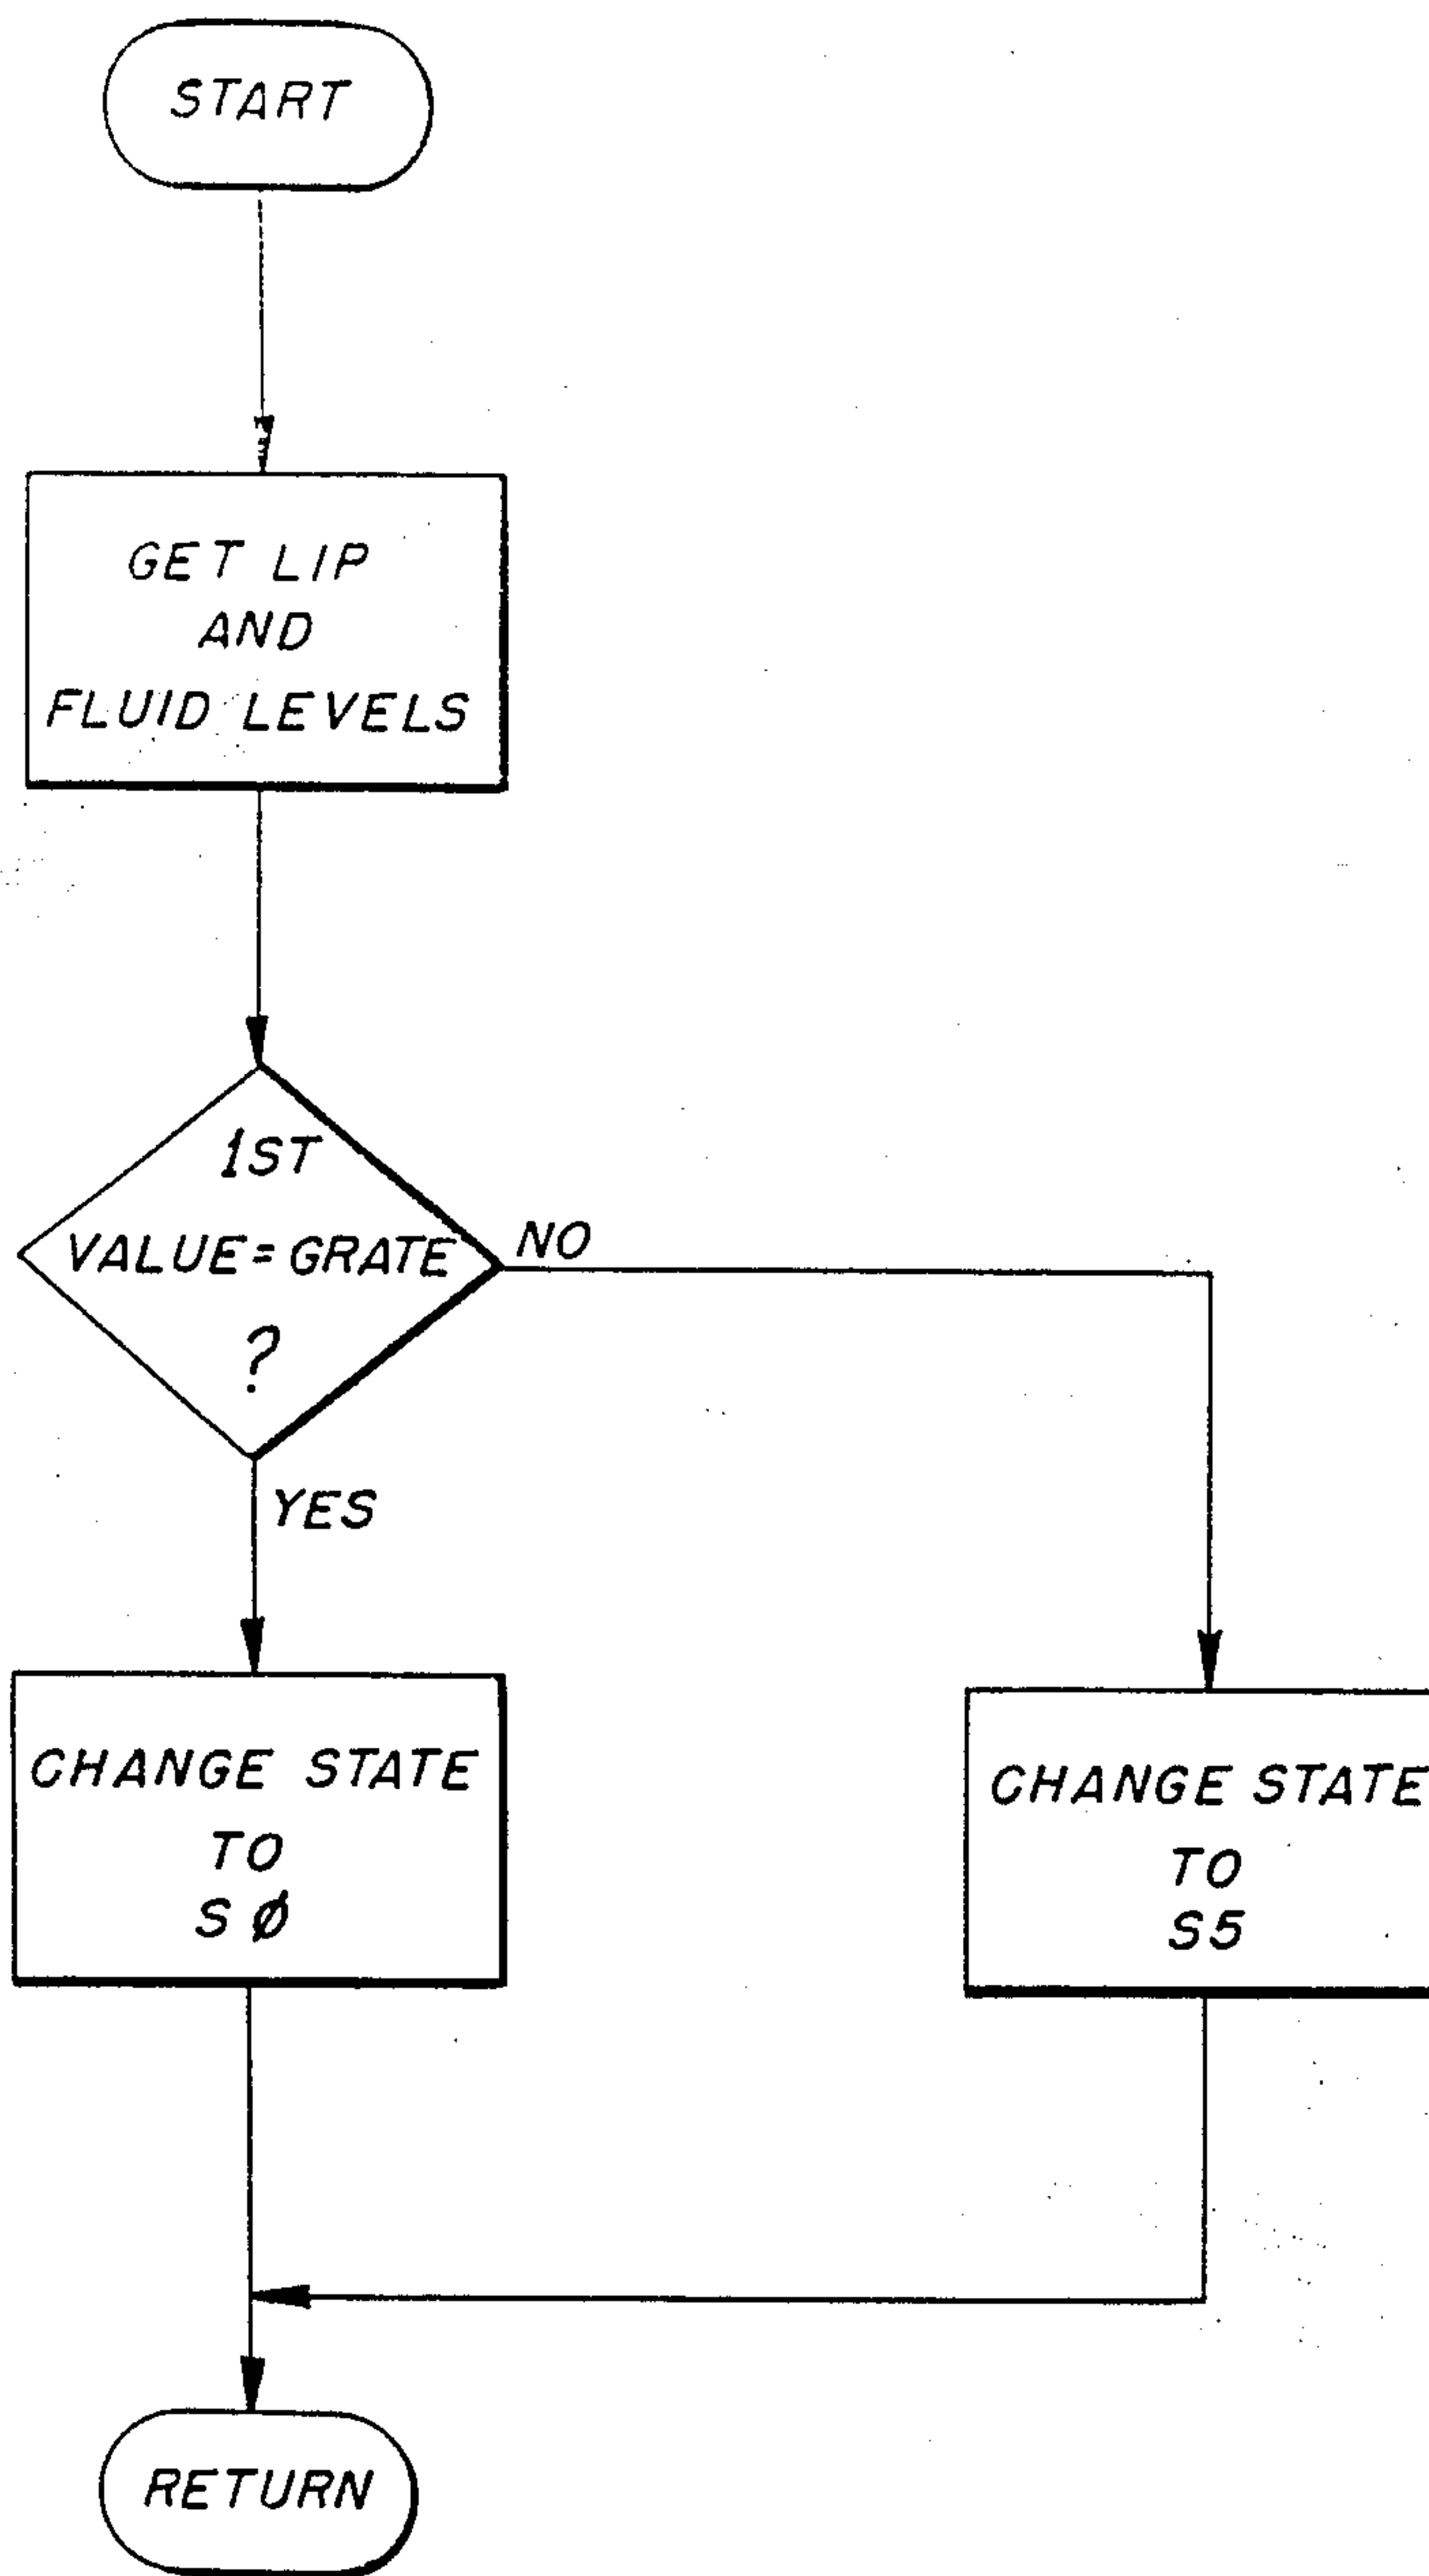 START
GET LIP
AND
FLUID LEVELS
1ST
VALUE = GRATE
?
NO
YES
CHANGE STATE
TO
SØ
CHANGE STATE
TO
S5
RETURN